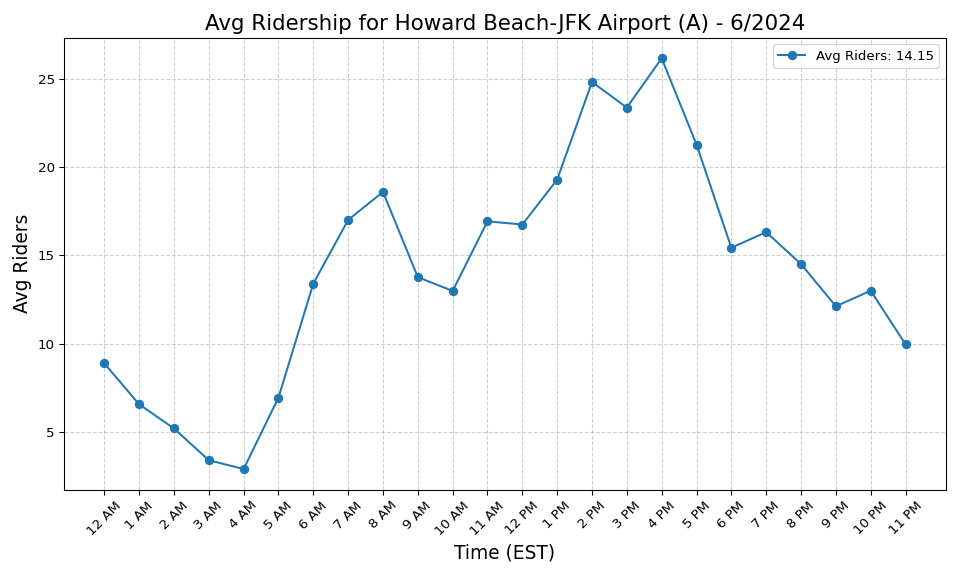 Avg Ridership for Howard Beach-JFK Airport (A) - 6/2024
Avg Riders: 14.15
Avg Riders
25
20
15
10
5
12 AM
1 AM
2 AM
3 AM
4 AM
5 AM
6 AM
7 AM
8 AM
9 AM
10 AM
11 AM
12 PM
1 PM
2 PM
3 PM
4 PM
5 PM
6 PM
7 PM
8 PM
9 PM
10 PM
11 PM
Time (EST)